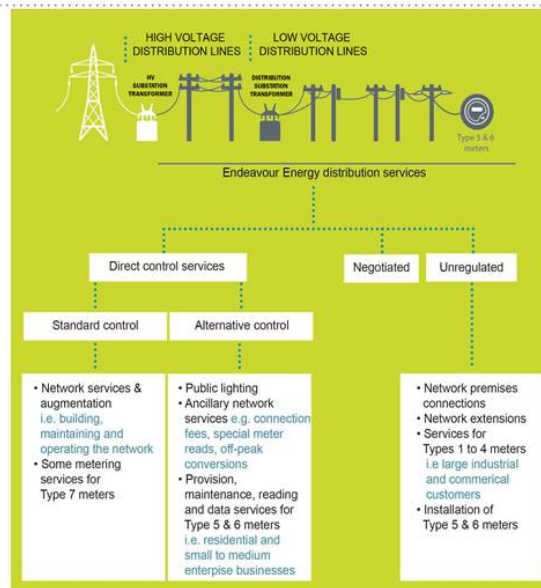 HIGH VOLTAGE
DISTRIBUTION LINES
LOW VOLTAGE
DISTRIBUTION LINES
HV
SUBSTATION
TRANSFORMER
DISTRIBUTION
SUBSTATION
TRANSFORMER
Type 5 & 6
meters
Endeavour Energy distribution services
Direct control services
Negotiated
Unregulated
Standard control
Alternative control
• Network services &
augmentation
i.e. building,
maintaining and
operating the network
• Some metering
services for
Type 7 meters
• Public lighting
• Ancillary network
services e.g. connection
fees, special meter
reads, off-peak
conversions
• Provision,
maintenance, reading
and data services for
Type 5 & 6 meters
i.e. residential and
small to medium
enterpise businesses
• Network premises
connections
• Network extensions
• Services for
Types 1 to 4 meters
i.e large industrial
and commerical
customers
• Installation of
Type 5 & 6 meters